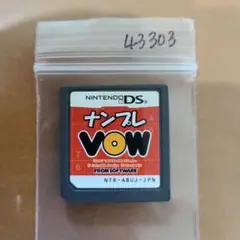 43303
NINTENDO DS
ナンプレ
VOW
FROM SOFTWARE
NTR-ABUJ-JPN